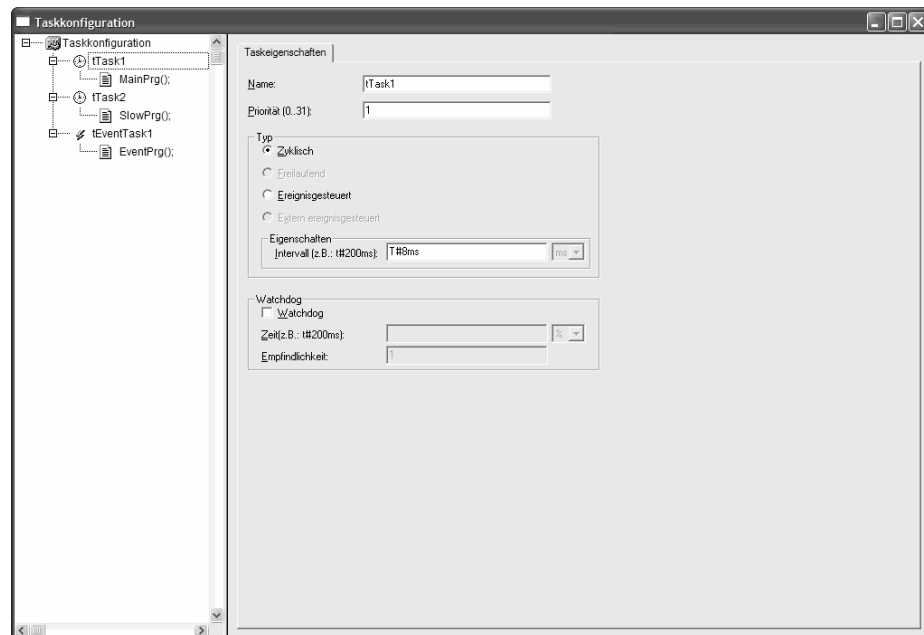 Taskkonfiguration
Taskkonfiguration
tTask1
MainPrg();
tTask2
SlowPrg();
tEventTask1
EventPrg();
Taskeigenschaften
Name: tTask1
Priorität (0..31): 1
Typ
Zyklisch
Freilaufend
Ereignisgesteuert
Extern ereignisgesteuert
Eigenschaften
Intervall (z.B.: t#200ms): T#8ms ms
Watchdog
Watchdog
Zeit(z.B.: t#200ms): %
Empfindlichkeit: 1